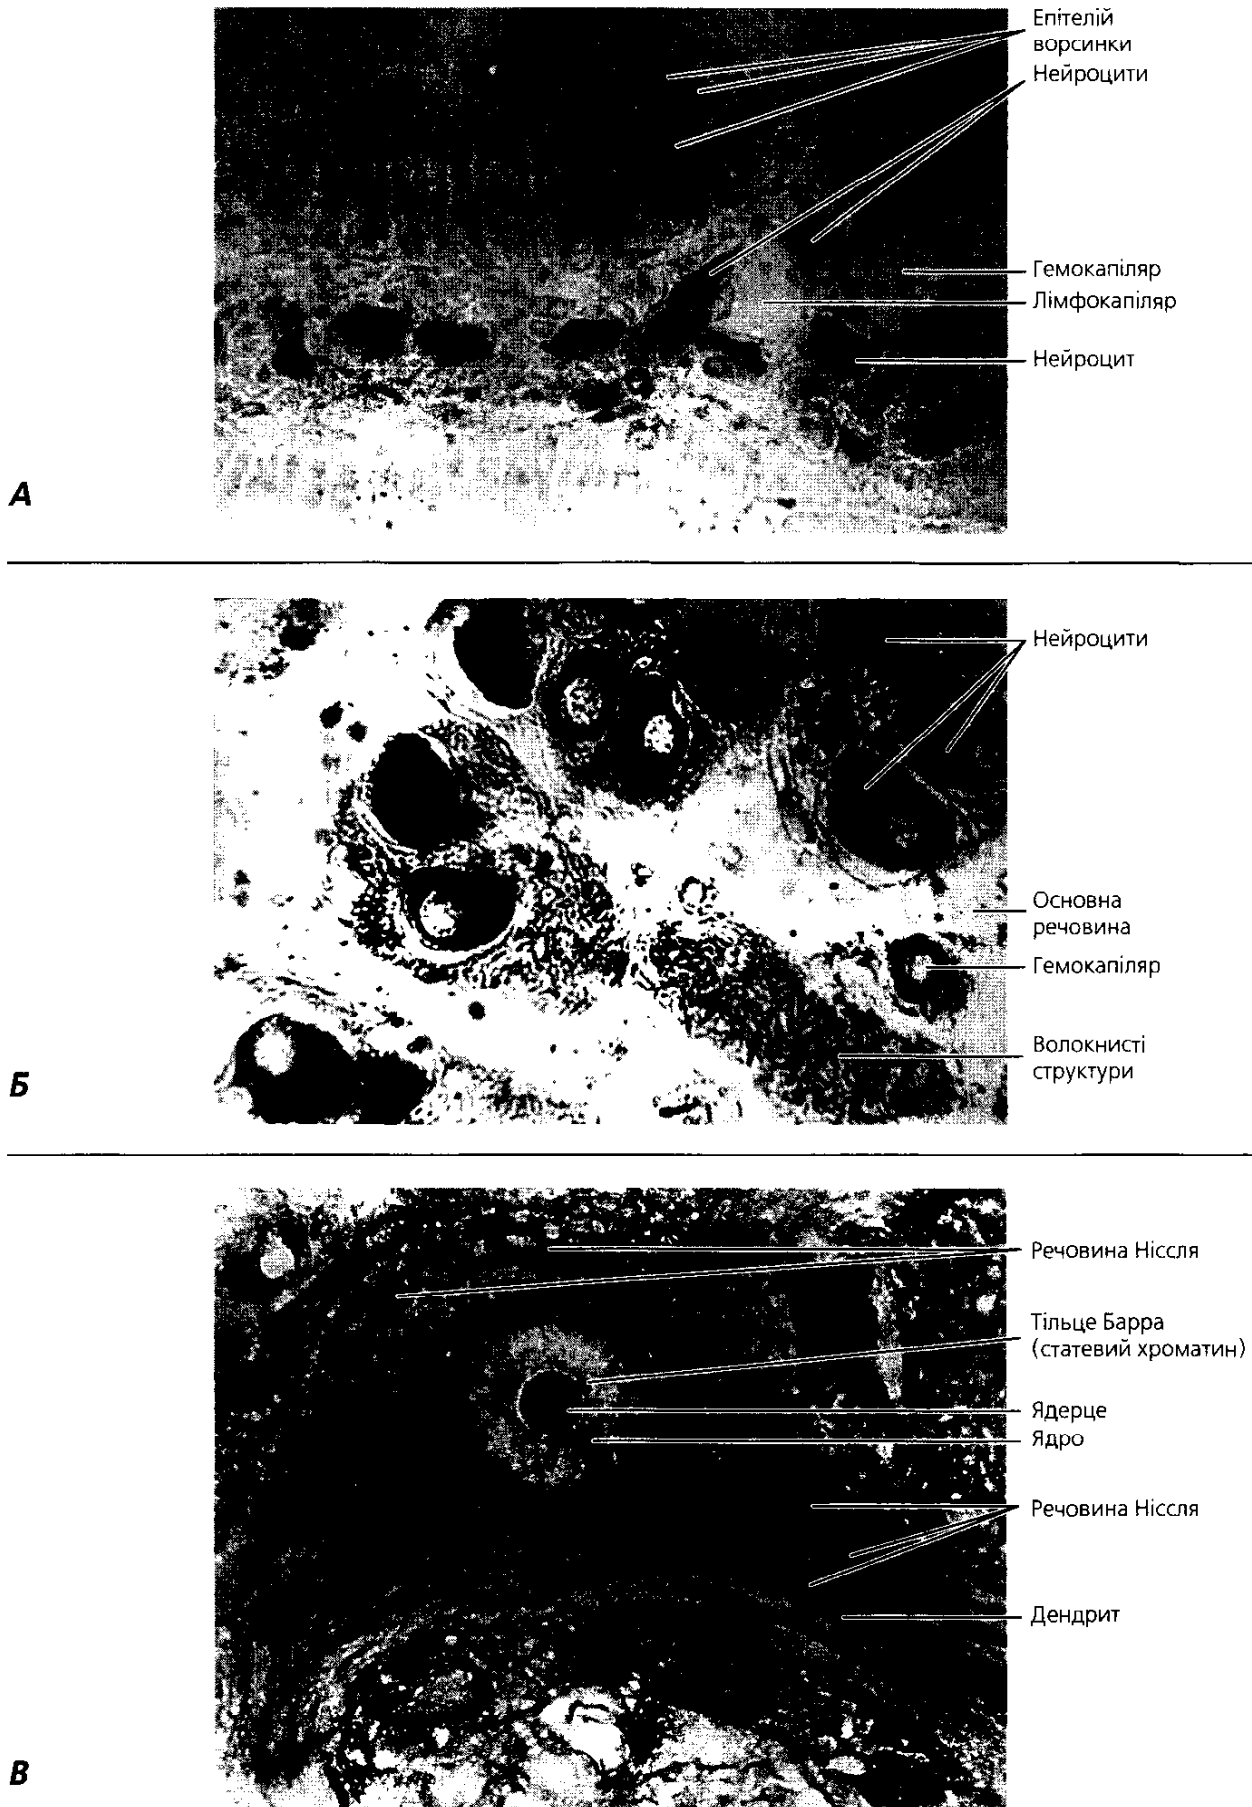 Епітелій
ворсинки
Нейроцити
Гемокапіляр
Лімфокапіляр
Нейроцит
А
Нейроцити
Основна
речовина
Гемокапіляр
Волокнисті
структури
Б
Речовина Ніссля
Тільце Барра
(статевий хроматин)
Ядерце
Ядро
Речовина Ніссля
Дендрит
В